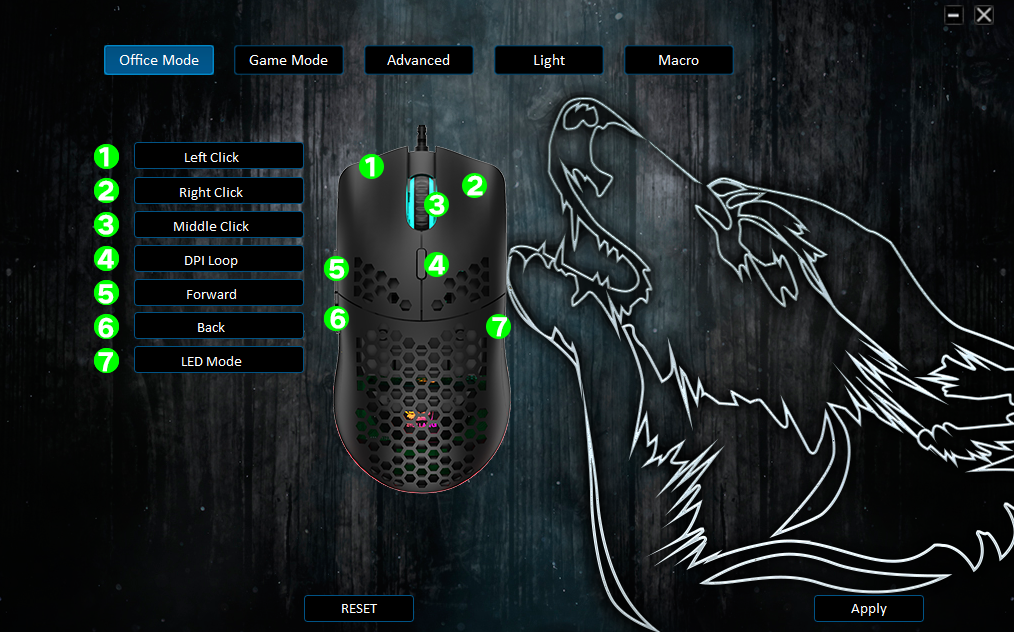 Office Mode Game Mode Advanced Light Macro
1 Left Click
2 Right Click
3 Middle Click
4 DPI Loop
5 Forward
6 Back
7 LED Mode
1
2
3
4
5
6
7
RESET Apply